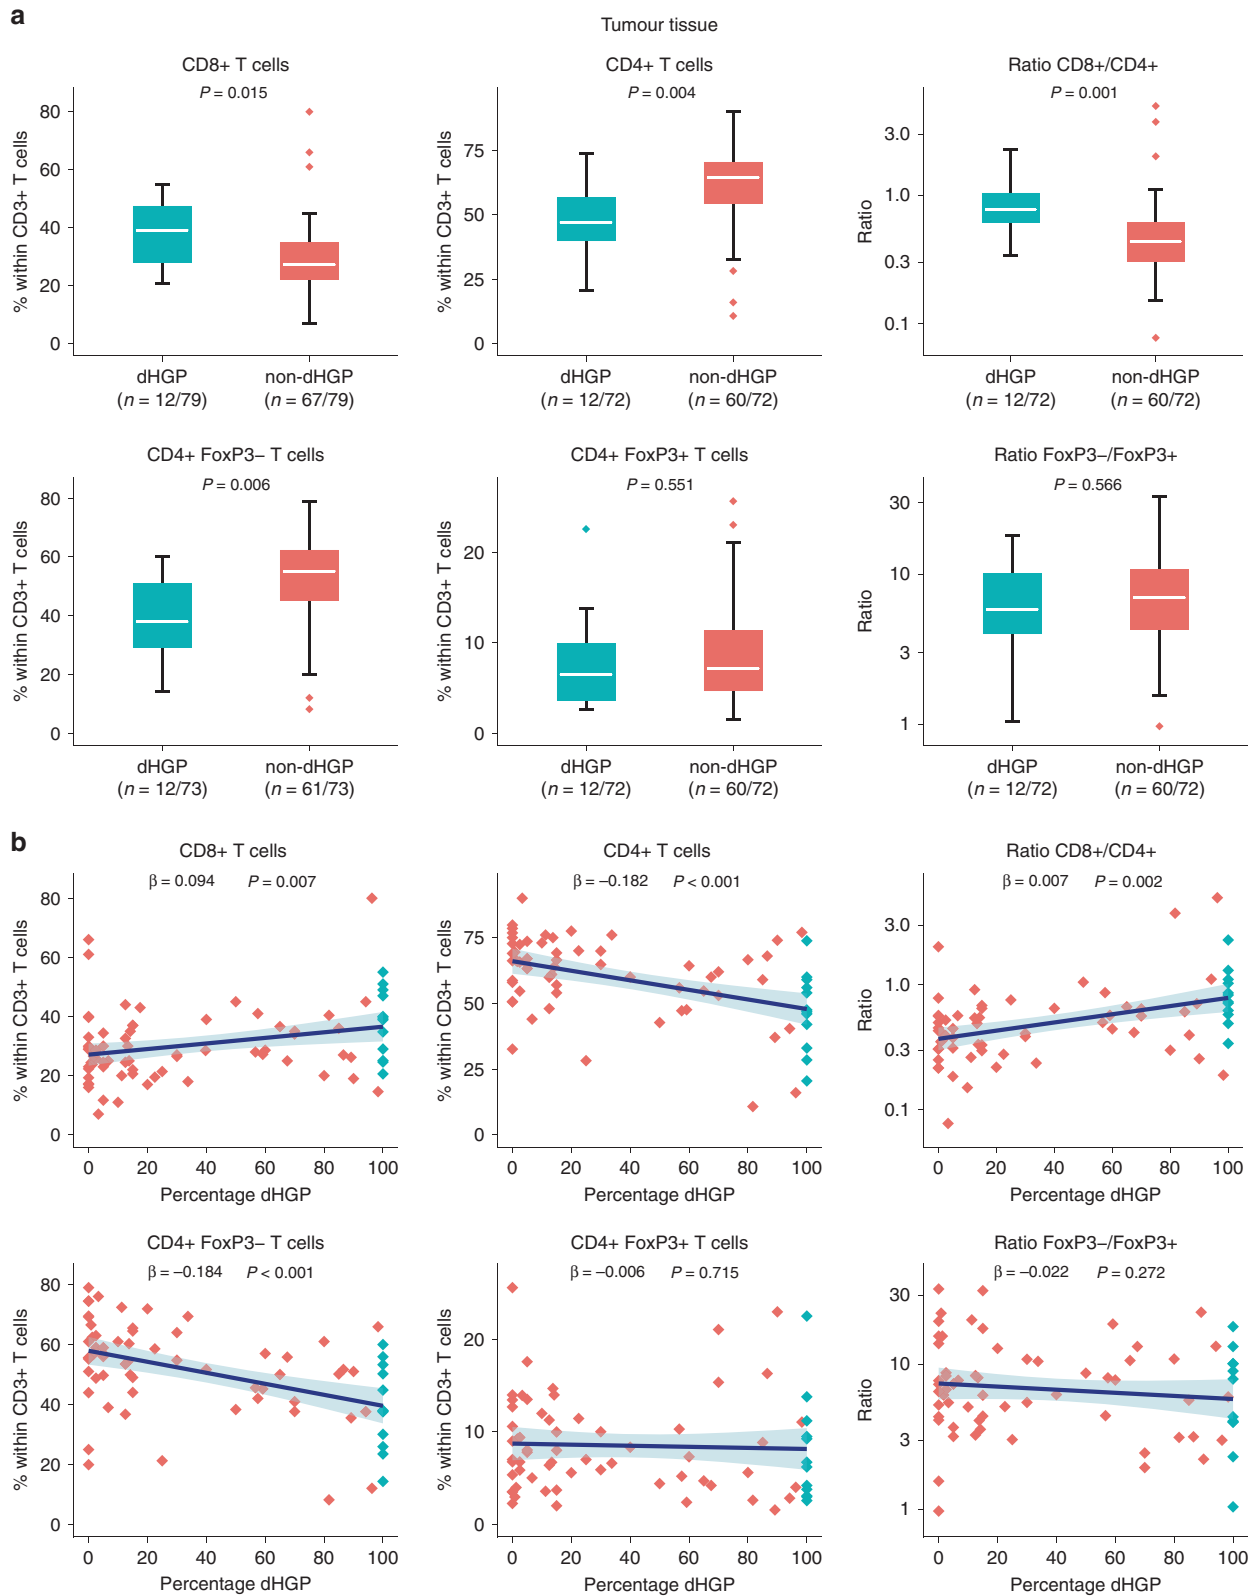 a
Tumour tissue
CD8+ T cells
P = 0.015
% within CD3+ T cells
80
60
40
20
0
dHGP
(n = 12/79)
non-dHGP
(n = 67/79)
CD4+ T cells
P = 0.004
% within CD3+ T cells
75
50
25
0
dHGP
(n = 12/72)
non-dHGP
(n = 60/72)
Ratio CD8+/CD4+
P = 0.001
Ratio
3.0
1.0
0.3
0.1
dHGP
(n = 12/72)
non-dHGP
(n = 60/72)
CD4+ FoxP3− T cells
P = 0.006
% within CD3+ T cells
80
60
40
20
0
dHGP
(n = 12/73)
non-dHGP
(n = 61/73)
CD4+ FoxP3+ T cells
P = 0.551
% within CD3+ T cells
20
10
0
dHGP
(n = 12/72)
non-dHGP
(n = 60/72)
Ratio FoxP3−/FoxP3+
P = 0.566
Ratio
30
10
3
1
dHGP
(n = 12/72)
non-dHGP
(n = 60/72)
b
CD8+ T cells
β = 0.094 P = 0.007
% within CD3+ T cells
80
60
40
20
0
0 20 40 60 80 100
Percentage dHGP
CD4+ T cells
β = −0.182 P < 0.001
% within CD3+ T cells
75
50
25
0
0 20 40 60 80 100
Percentage dHGP
Ratio CD8+/CD4+
β = 0.007 P = 0.002
Ratio
3.0
1.0
0.3
0.1
0 20 40 60 80 100
Percentage dHGP
CD4+ FoxP3− T cells
β = −0.184 P < 0.001
% within CD3+ T cells
80
60
40
20
0
0 20 40 60 80 100
Percentage dHGP
CD4+ FoxP3+ T cells
β = −0.006 P = 0.715
% within CD3+ T cells
20
10
0
0 20 40 60 80 100
Percentage dHGP
Ratio FoxP3−/FoxP3+
β = −0.022 P = 0.272
Ratio
30
10
3
1
0 20 40 60 80 100
Percentage dHGP